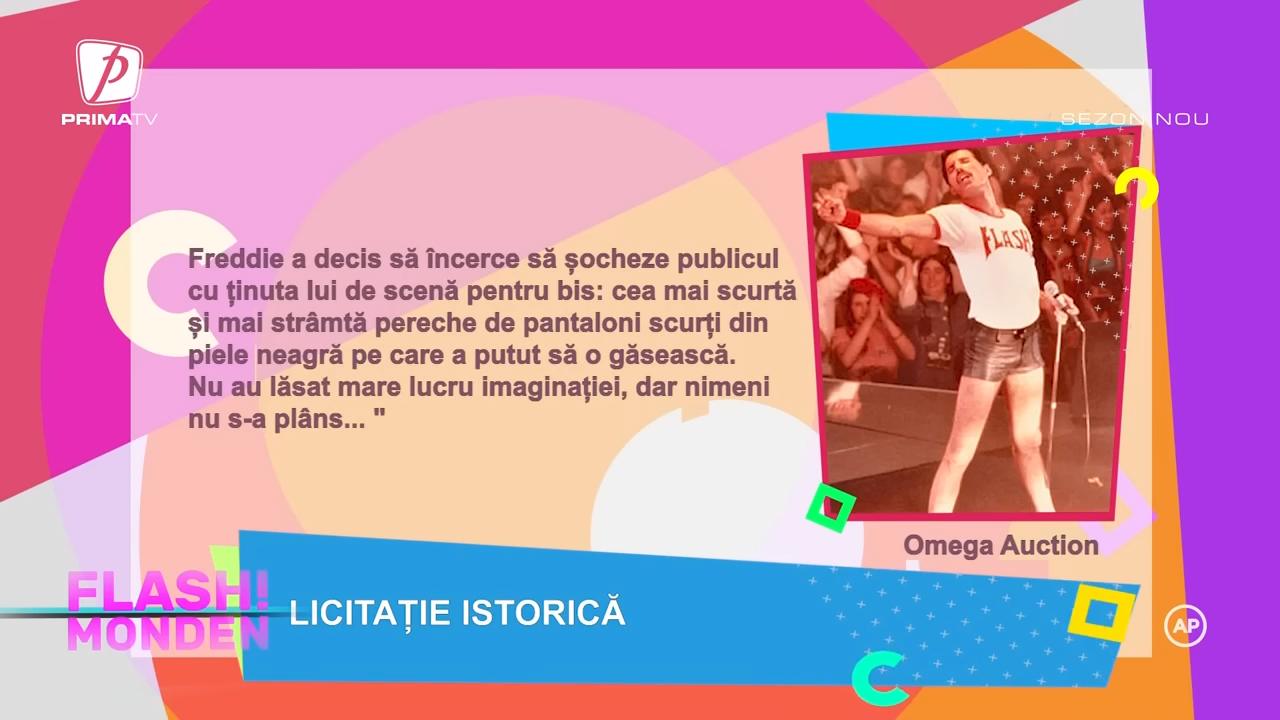 PRIMATV
SEZON NOU
Freddie a decis să încerce să șocheze publicul
cu ținuta lui de scenă pentru bis: cea mai scurtă
și mai strâmtă pereche de pantaloni scurți din
piele neagră pe care a putut să o găsească.
Nu au lăsat mare lucru imaginației, dar nimeni
nu s-a plâns... "
FLASH
Omega Auction
FLASH!
MONDEN
LICITAȚIE ISTORICĂ
AP